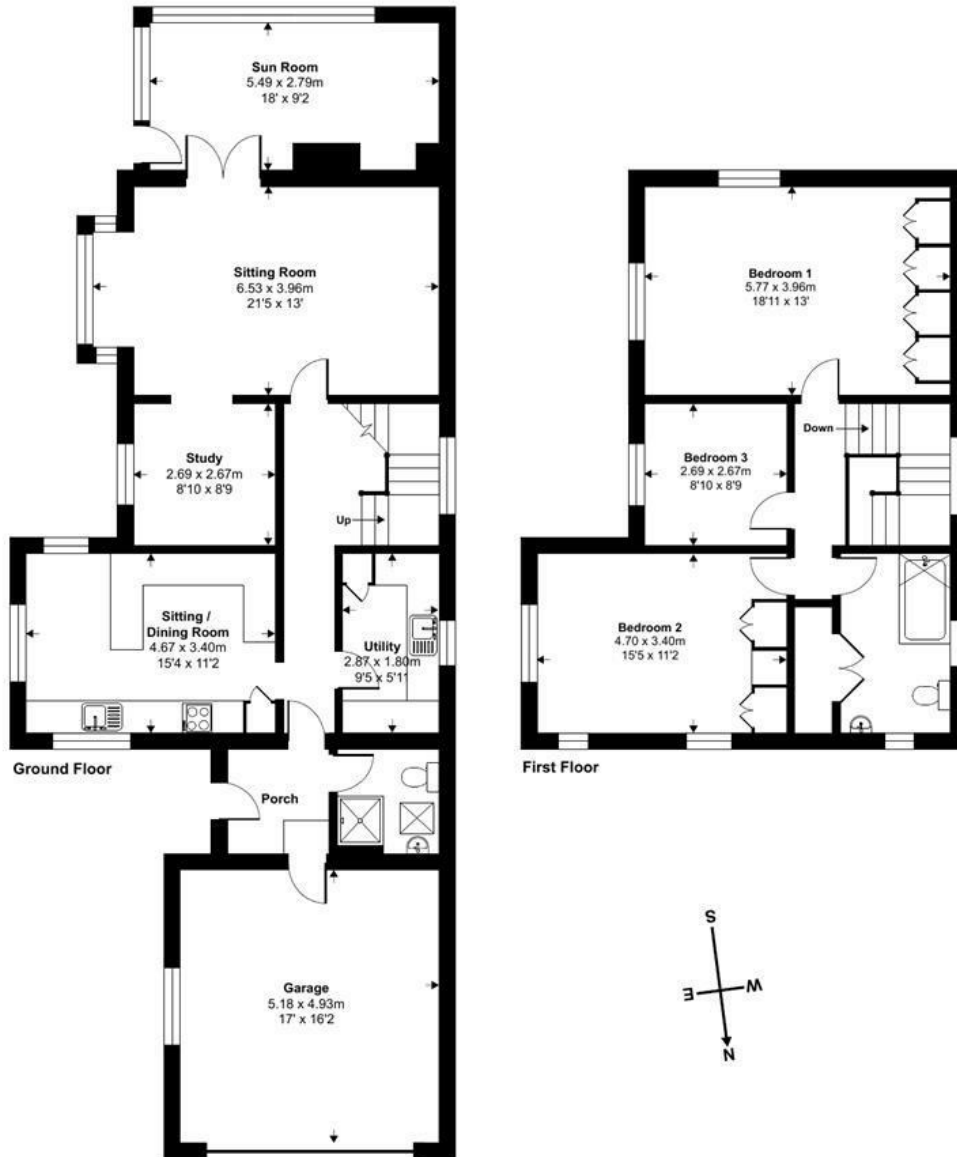 Sun Room
5.49 x 2.79m
18' x 9'2
Sitting Room
6.53 x 3.96m
21'5 x 13'
Study
2.69 x 2.67m
8'10 x 8'9
Up
Sitting /
Dining Room
4.67 x 3.40m
15'4 x 11'2
Utility
2.87 x 1.80m
9'5 x 5'11
Ground Floor
Porch
Garage
5.18 x 4.93m
17' x 16'2
Bedroom 1
5.77 x 3.96m
18'11 x 13'
Down
Bedroom 3
2.69 x 2.67m
8'10 x 8'9
Bedroom 2
4.70 x 3.40m
15'5 x 11'2
First Floor
S
E
W
N